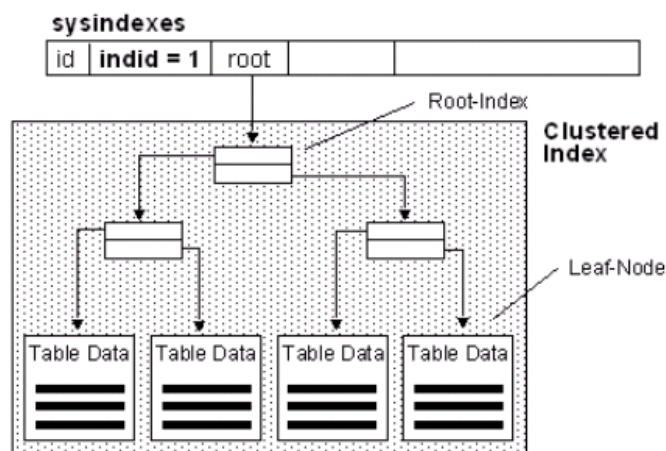 sysindexes
id indid = 1 root
Root-Index
Clustered
Index
Leaf-Node
Table Data Table Data Table Data Table Data